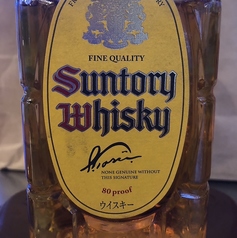 FINE QUALITY
Suntory
Whisky
NONE GENUINE WITHOUT
THIS SIGNATURE
80 proof
ウイスキー